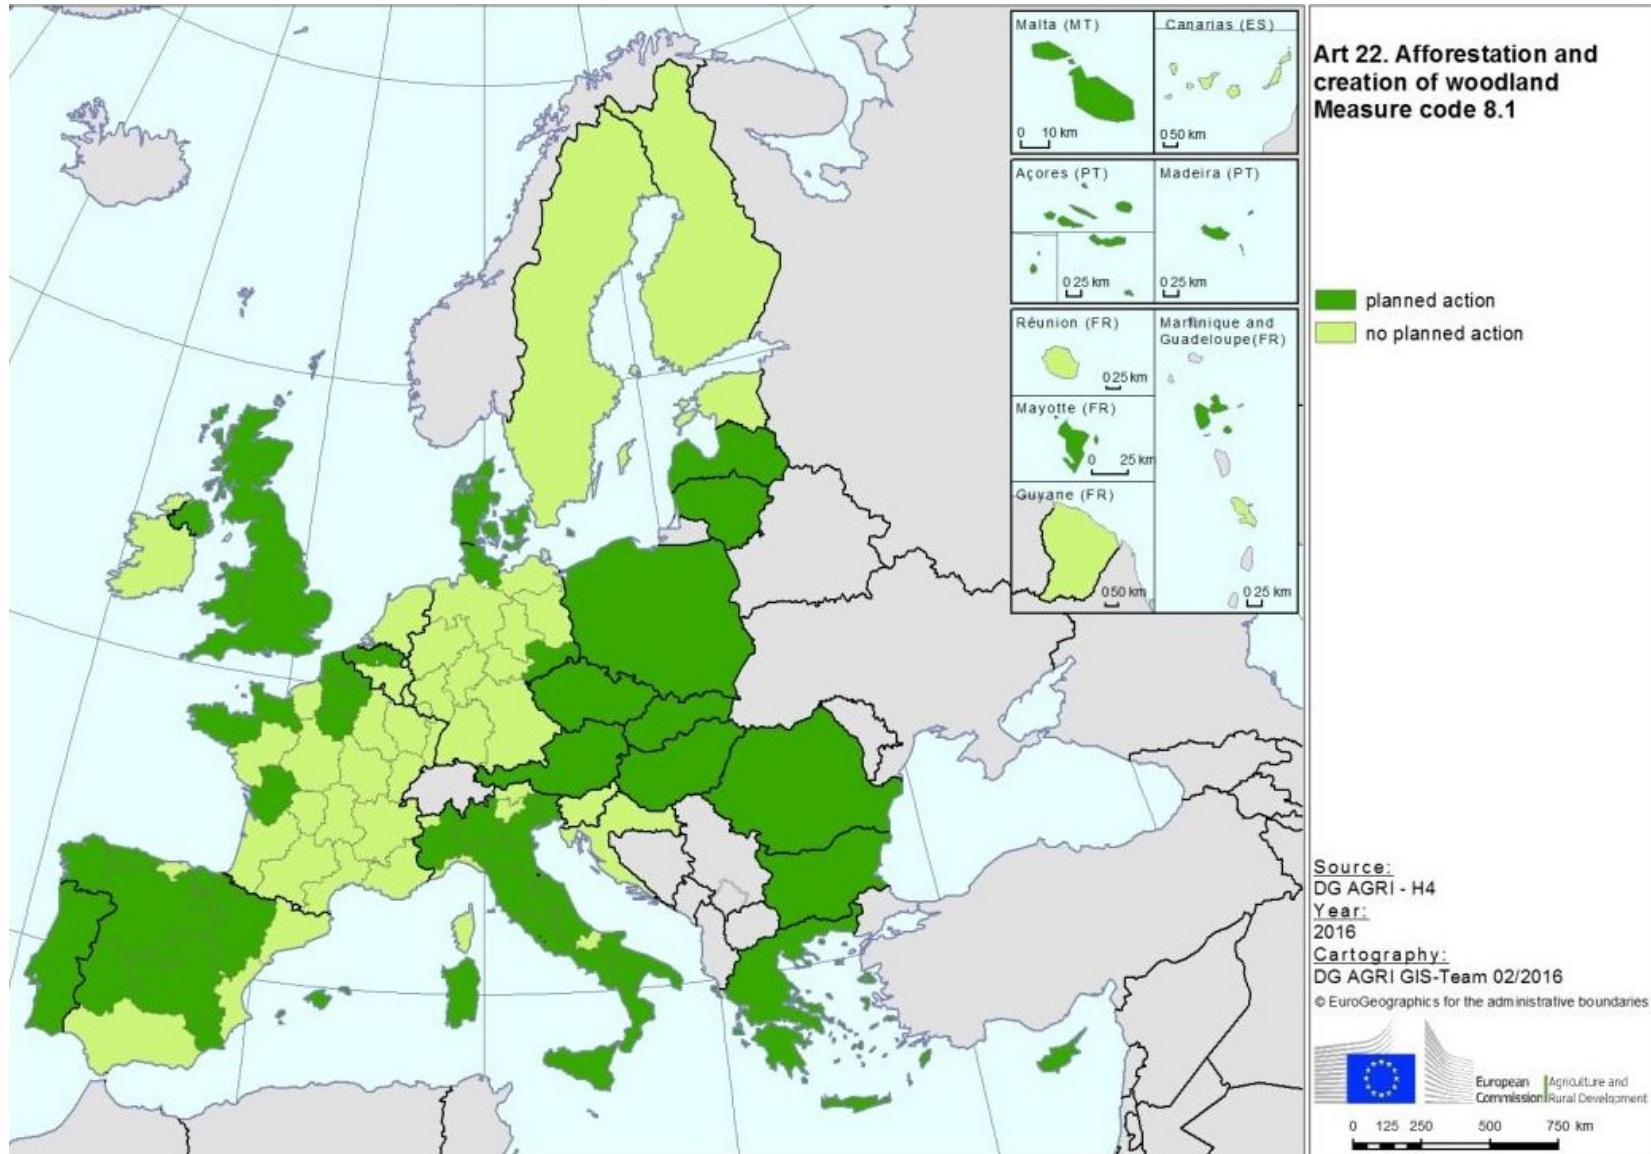 Malta (MT)
0 10 km
Canarias (ES)
0 50 km
Açores (PT)
0 25 km
Madeira (PT)
0 25 km
Réunion (FR)
0 25 km
Mayotte (FR)
0 25 km
Guyane (FR)
0 50 km
Martinique and
Guadeloupe(FR)
0 25 km
Art 22. Afforestation and
creation of woodland
Measure code 8.1
planned action
no planned action
Source:
DG AGRI - H4
Year:
2016
Cartography:
DG AGRI GIS-Team 02/2016
© EuroGeographics for the administrative boundaries
European
Commission
Agriculture and
Rural Development
0 125 250 500 750 km